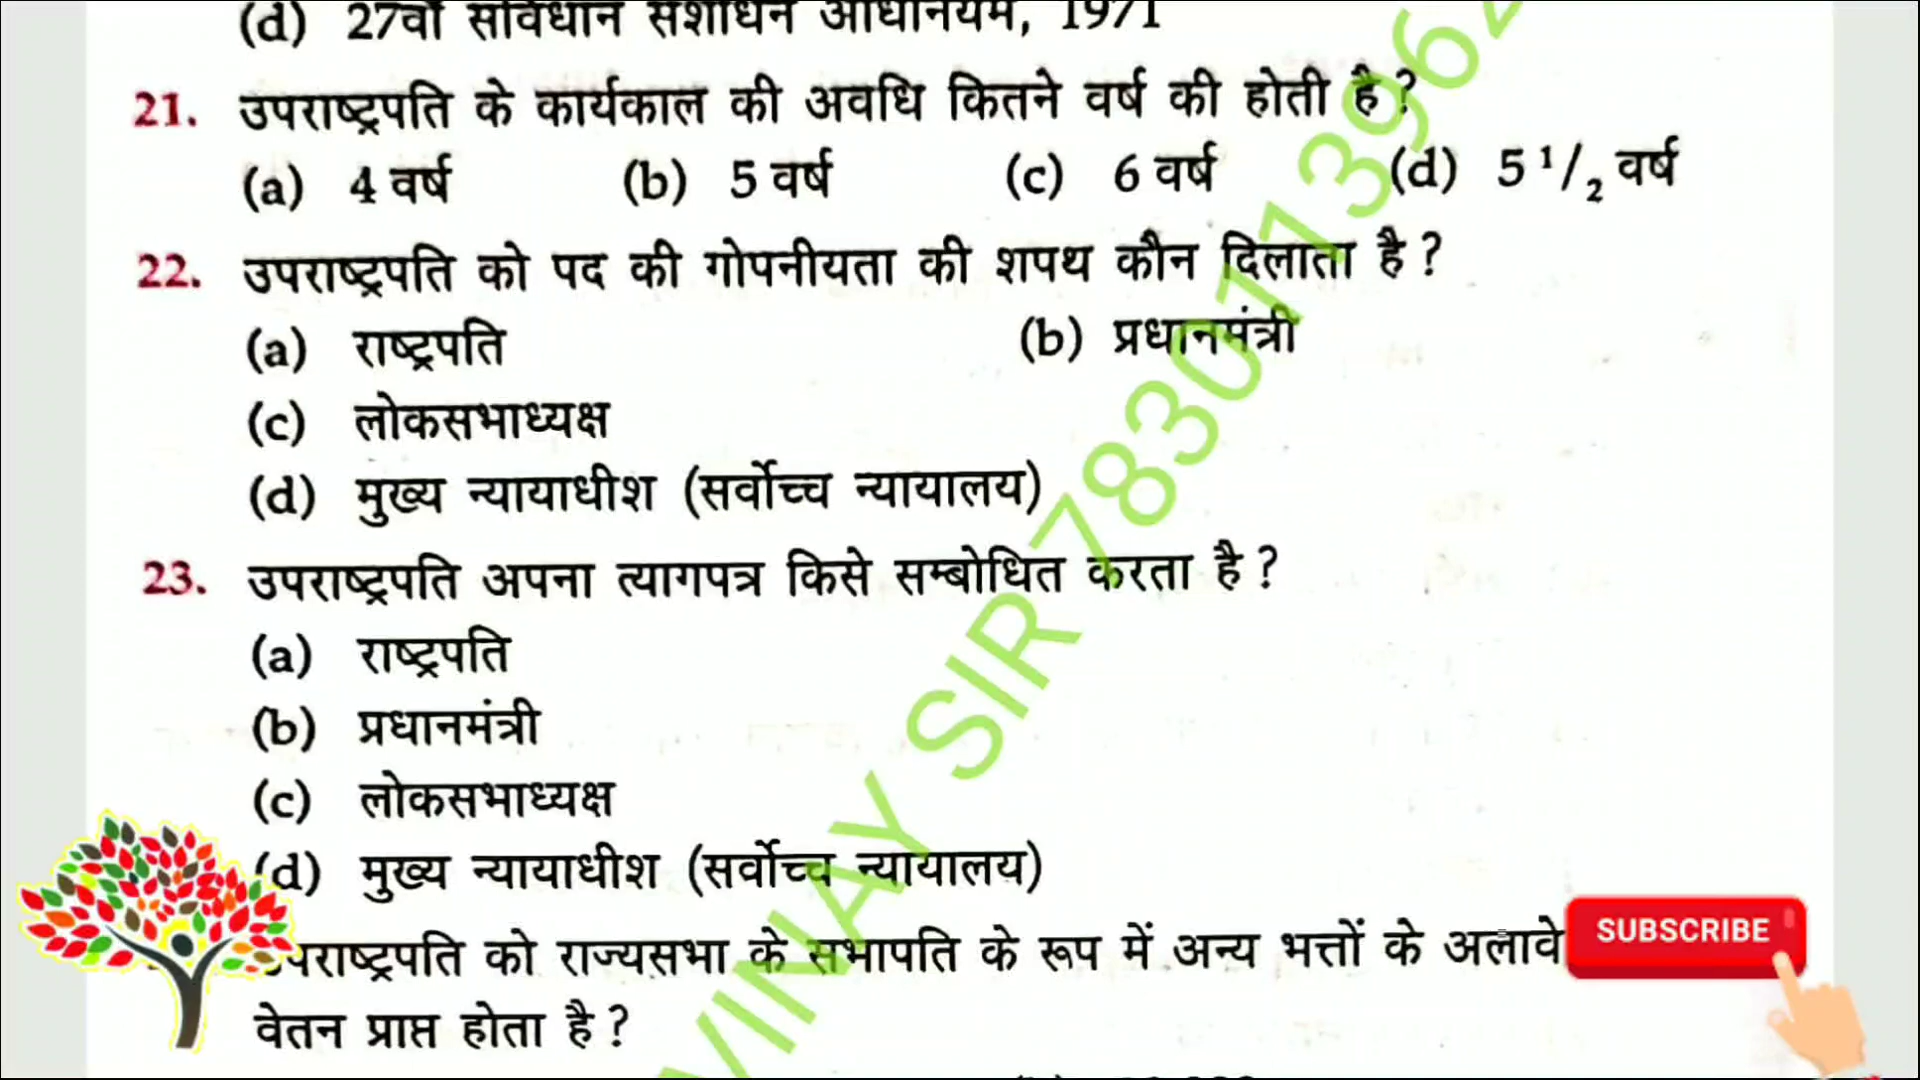 (d) 27वाँ संविधान संशोधन अधिनियम, 1971
21. उपराष्ट्रपति के कार्यकाल की अवधि कितने वर्ष की होती है ?
(a) 4 वर्ष (b) 5 वर्ष (c) 6 वर्ष (d) 5 1/2 वर्ष
22. उपराष्ट्रपति को पद की गोपनीयता की शपथ कौन दिलाता है ?
(a) राष्ट्रपति (b) प्रधानमंत्री
(c) लोकसभाध्यक्ष
(d) मुख्य न्यायाधीश (सर्वोच्च न्यायालय)
23. उपराष्ट्रपति अपना त्यागपत्र किसे सम्बोधित करता है ?
(a) राष्ट्रपति
(b) प्रधानमंत्री
(c) लोकसभाध्यक्ष
(d) मुख्य न्यायाधीश (सर्वोच्च न्यायालय)
उपराष्ट्रपति को राज्यसभा के सभापति के रूप में अन्य भत्तों के अलावे
वेतन प्राप्त होता है ?
VINAY SIR 783011396
SUBSCRIBE